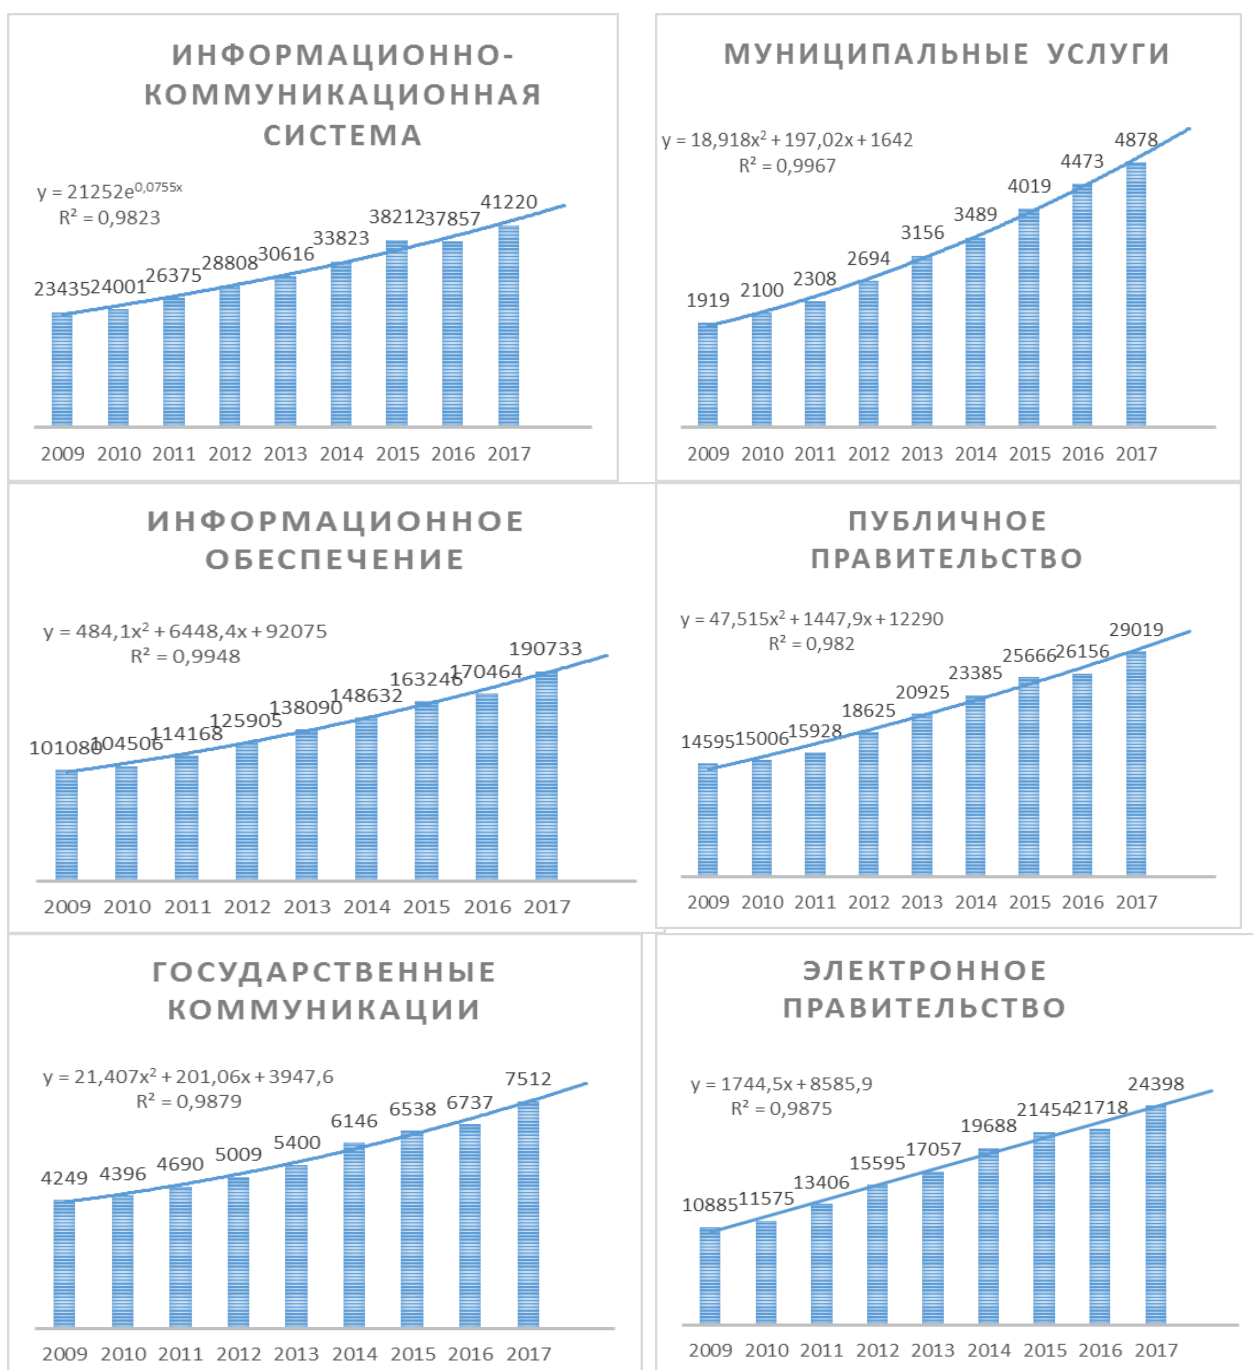 ИНФОРМАЦИОННО-
КОММУНИКАЦИОННАЯ
СИСТЕМА
y = 21252e^0,0755x
R² = 0,9823
23435 24001 26375 28808 30616 33823 38212 37857 41220
2009 2010 2011 2012 2013 2014 2015 2016 2017
МУНИЦИПАЛЬНЫЕ УСЛУГИ
y = 18,918x² + 197,02x + 1642
R² = 0,9967
1919 2100 2308 2694 3156 3489 4019 4473 4878
2009 2010 2011 2012 2013 2014 2015 2016 2017
ИНФОРМАЦИОННОЕ
ОБЕСПЕЧЕНИЕ
y = 484,1x² + 6448,4x + 92075
R² = 0,9948
101080 104506 114168 125905 138090 148632 163246 170464 190733
2009 2010 2011 2012 2013 2014 2015 2016 2017
ПУБЛИЧНОЕ
ПРАВИТЕЛЬСТВО
y = 47,515x² + 1447,9x + 12290
R² = 0,982
14595 15006 15928 18625 20925 23385 25666 26156 29019
2009 2010 2011 2012 2013 2014 2015 2016 2017
ГОСУДАРСТВЕННЫЕ
КОММУНИКАЦИИ
y = 21,407x² + 201,06x + 3947,6
R² = 0,9879
4249 4396 4690 5009 5400 6146 6538 6737 7512
2009 2010 2011 2012 2013 2014 2015 2016 2017
ЭЛЕКТРОННОЕ
ПРАВИТЕЛЬСТВО
y = 1744,5x + 8585,9
R² = 0,9875
10885 11575 13406 15595 17057 19688 21454 21718 24398
2009 2010 2011 2012 2013 2014 2015 2016 2017